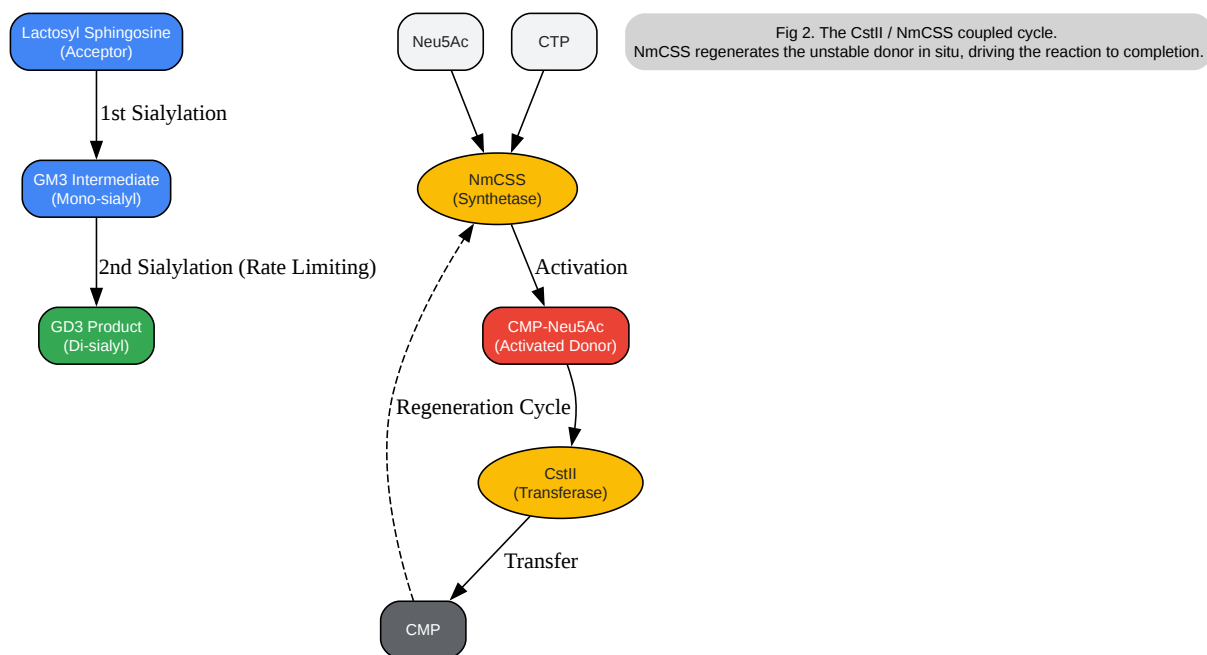 Lactosyl Sphingosine
(Acceptor)
1st Sialylation
GM3 Intermediate
(Mono-sialyl)
2nd Sialylation (Rate Limiting)
GD3 Product
(Di-sialyl)
Neu5Ac
CTP
NmCSS
(Synthetase)
Activation
CMP-Neu5Ac
(Activated Donor)
Regeneration Cycle
CstII
(Transferase)
Transfer
CMP
Fig 2. The CstII / NmCSS coupled cycle.
NmCSS regenerates the unstable donor in situ, driving the reaction to completion.